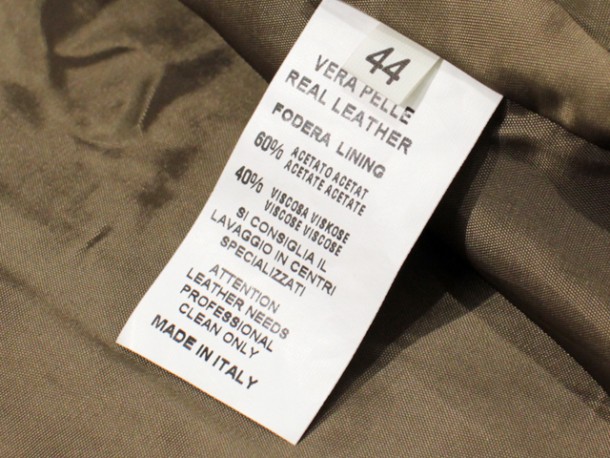 44
VERA PELLE
REAL LEATHER
FODERA LINING
60% ACETATO ACETAT
ACETATE ACETATE
40% VISCOSA VISKOSE
VISCOSE VISCOSE
SI CONSIGLIA IL
LAVAGGIO IN CENTRI
SPECIALIZZATI
ATTENTION
LEATHER NEEDS
PROFESSIONAL
CLEAN ONLY
MADE IN ITALY